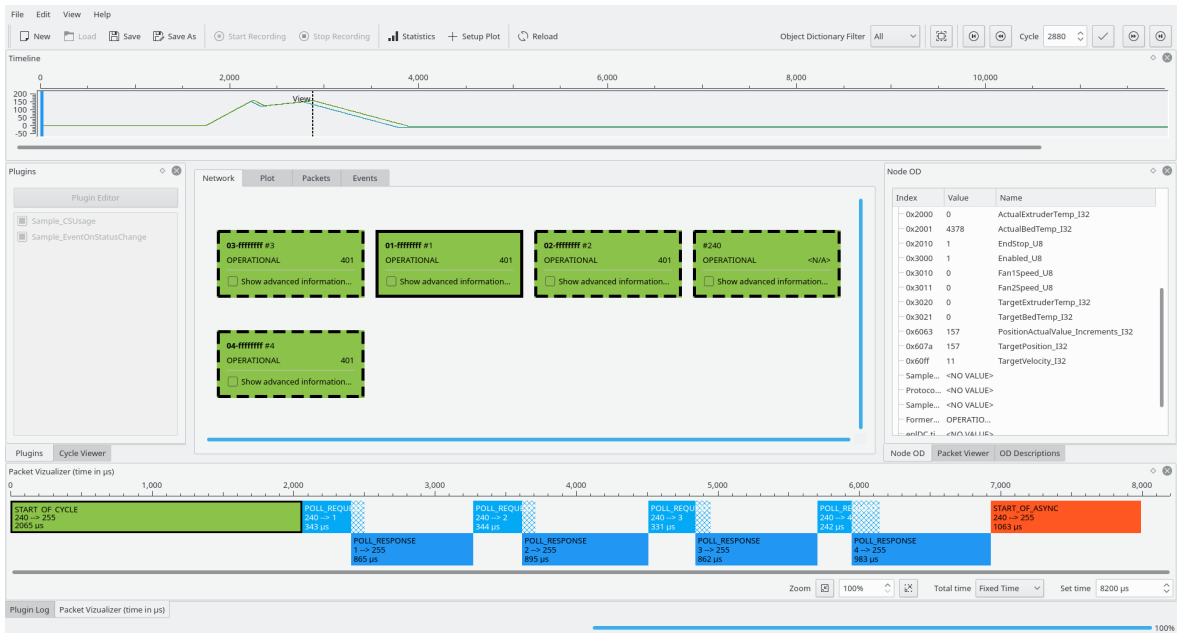 File Edit View Help
New Load Save Save As Start Recording Stop Recording Statistics Setup Plot Reload Object Dictionary Filter All Cycle 2880
Timeline
0 2,000 4,000 6,000 8,000 10,000
200
150
100
50
0
-50
View
Plugins
Plugin Editor
Sample_CSUsage
Sample_EventOnStatusChange
Plugins Cycle Viewer
Network Plot Packets Events
03-ffffffff #3
OPERATIONAL 401
Show advanced information...
01-ffffffff #1
OPERATIONAL 401
Show advanced information...
02-ffffffff #2
OPERATIONAL 401
Show advanced information...
#240
OPERATIONAL <N/A>
Show advanced information...
04-ffffffff #4
OPERATIONAL 401
Show advanced information...
Node OD
Index Value Name
0x2000 0 ActualExtruderTemp_I32
0x2001 4378 ActualBedTemp_I32
0x2010 1 EndStop_U8
0x3000 1 Enabled_U8
0x3010 0 Fan1Speed_U8
0x3011 0 Fan2Speed_U8
0x3020 0 TargetExtruderTemp_I32
0x3021 0 TargetBedTemp_I32
0x6063 157 PositionActualValue_Increments_I32
0x607a 157 TargetPosition_I32
0x60ff 11 TargetVelocity_I32
Sample... <NO VALUE>
Protoco... <NO VALUE>
Sample... <NO VALUE>
Former... OPERATIO...
<NO VALUE>
Node OD Packet Viewer OD Descriptions
Packet Vizualizer (time in µs)
0 1,000 2,000 3,000 4,000 5,000 6,000 7,000 8,000
START_OF_CYCLE
240 --> 255
2065 µs
POLL_REQU
240 --> 1
343 µs
POLL_RESPONSE
1 --> 255
865 µs
POLL_REQU
240 --> 2
344 µs
POLL_RESPONSE
2 --> 255
895 µs
POLL_REQU
240 --> 3
331 µs
POLL_RESPONSE
3 --> 255
862 µs
POLL_RE
240 --> 4
242 µs
POLL_RESPONSE
4 --> 255
983 µs
START_OF_ASYNC
240 --> 255
1063 µs
Zoom 100% Total time Fixed Time Set time 8200 µs
Plugin Log Packet Vizualizer (time in µs)
100%